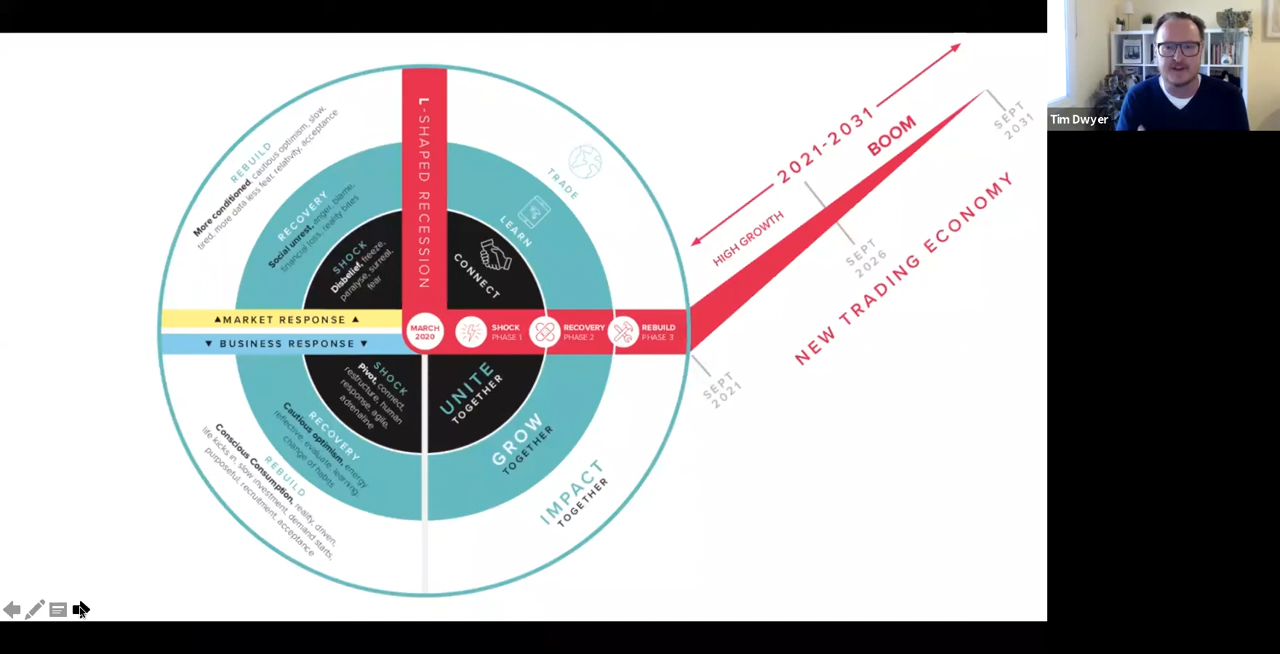 Tim Dwyer
L-SHAPED RECESSION
REBUILD
More conditioned, cautious optimism, slow,
tired, more data less fear, relativity, acceptance
RECOVERY
Social unrest, anger, blame,
financial loss, reality bites
SHOCK
Disbelief, freeze,
paralyse, surreal,
fear
TRADE
LEARN
CONNECT
▲MARKET RESPONSE ▲
▼ BUSINESS RESPONSE ▼
MARCH
2020
SHOCK
PHASE 1
RECOVERY
PHASE 2
REBUILD
PHASE 3
SHOCK
Pivot, connect,
restructure, human
response, agile,
adrenaline
RECOVERY
Cautious optimism, energy
reflective, evaluate, learning,
change of habits
REBUILD
Conscious Consumption, reality, driven,
life kicks in, slow investment, demand starts,
purposeful, recruitment, acceptance
UNITE
TOGETHER
GROW
TOGETHER
IMPACT
TOGETHER
2021-2031
HIGH GROWTH
BOOM
SEPT
2021
SEPT
2026
SEPT
2031
NEW TRADING ECONOMY